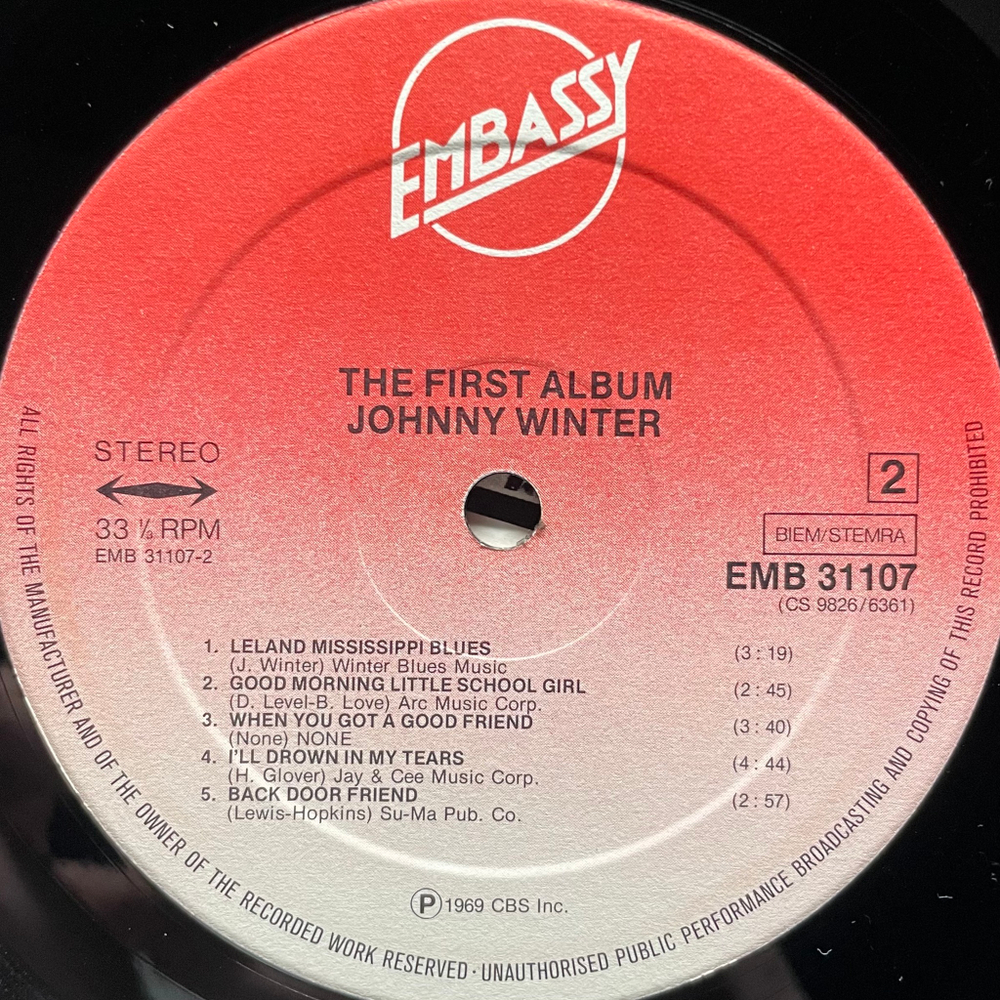 EMBASSY
THE FIRST ALBUM
JOHNNY WINTER
STEREO
33 ⅓ RPM
EMB 31107-2
2
BIEM/STEMRA
EMB 31107
(CS 9826/6361)
1. LELAND MISSISSIPPI BLUES (3 : 19)
(J. Winter) Winter Blues Music
2. GOOD MORNING LITTLE SCHOOL GIRL (2 : 45)
(D. Level-B. Love) Arc Music Corp.
3. WHEN YOU GOT A GOOD FRIEND (3 : 40)
(None) NONE
4. I'LL DROWN IN MY TEARS (4 : 44)
(H. Glover) Jay & Cee Music Corp.
5. BACK DOOR FRIEND (2 : 57)
(Lewis-Hopkins) Su-Ma Pub. Co.
Ⓟ 1969 CBS Inc.
ALL RIGHTS OF THE MANUFACTURER AND OF THE OWNER OF THE RECORDED WORK RESERVED · UNAUTHORISED PUBLIC PERFORMANCE BROADCASTING AND COPYING OF THIS RECORD PROHIBITED